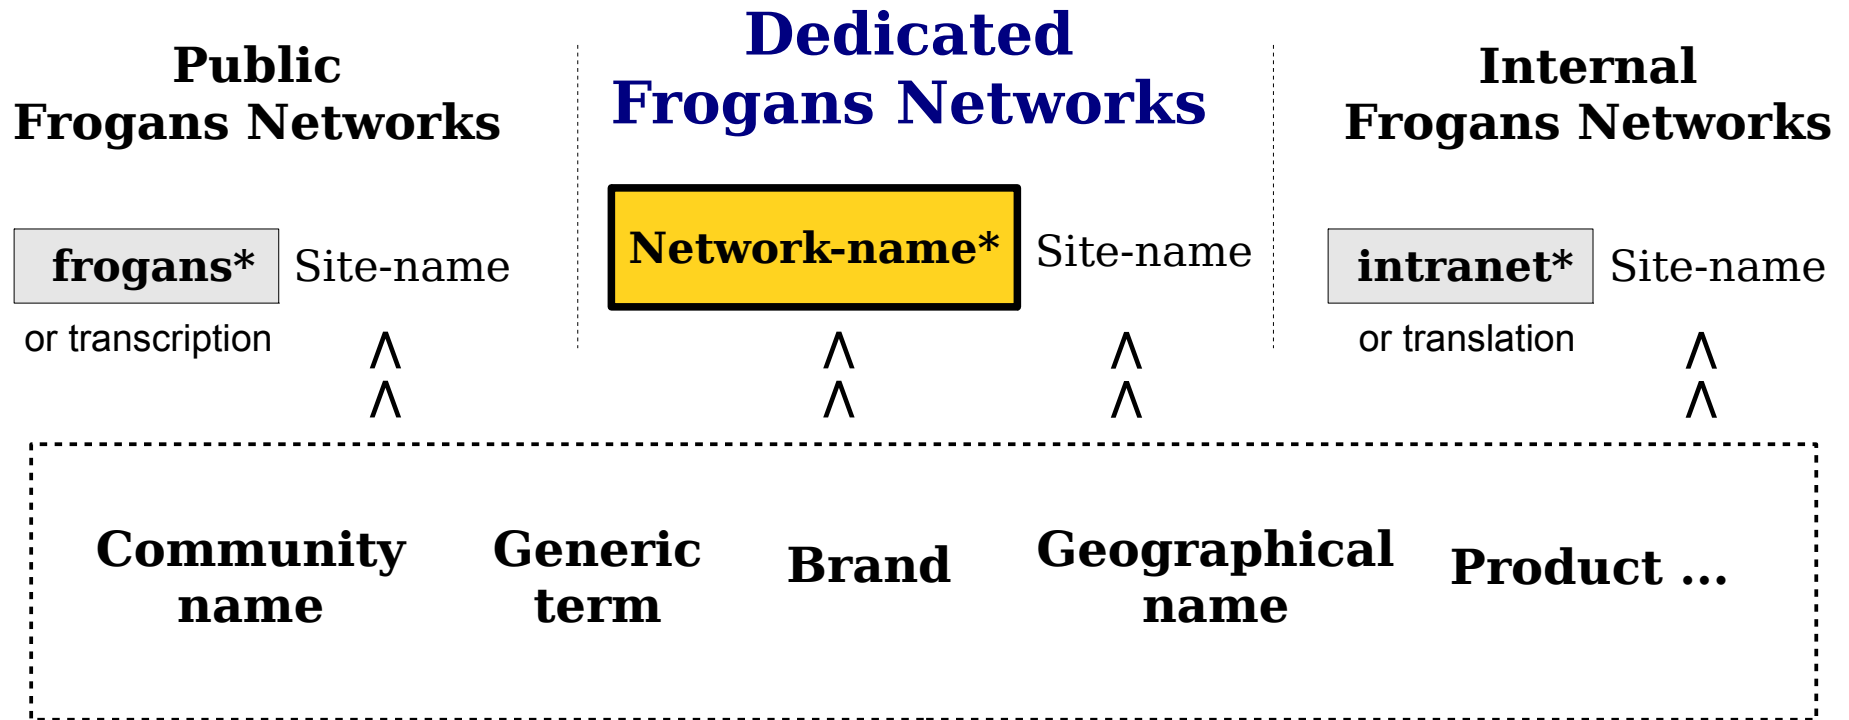 Public
Frogans Networks
Dedicated
Frogans Networks
Internal
Frogans Networks
frogans* Site-name
or transcription
Network-name* Site-name
intranet* Site-name
or translation
Community
name
Generic
term
Brand
Geographical
name
Product ...